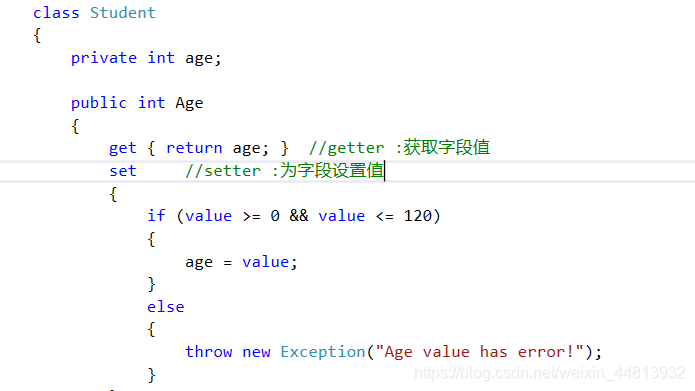 class Student
{
private int age;
public int Age
{
get { return age; }  //getter :获取字段值
set     //setter :为字段设置值
{
if (value >= 0 && value <= 120)
{
age = value;
}
else
{
throw new Exception("Age value has error!");
}
https://blog.csdn.net/weixin_44813932